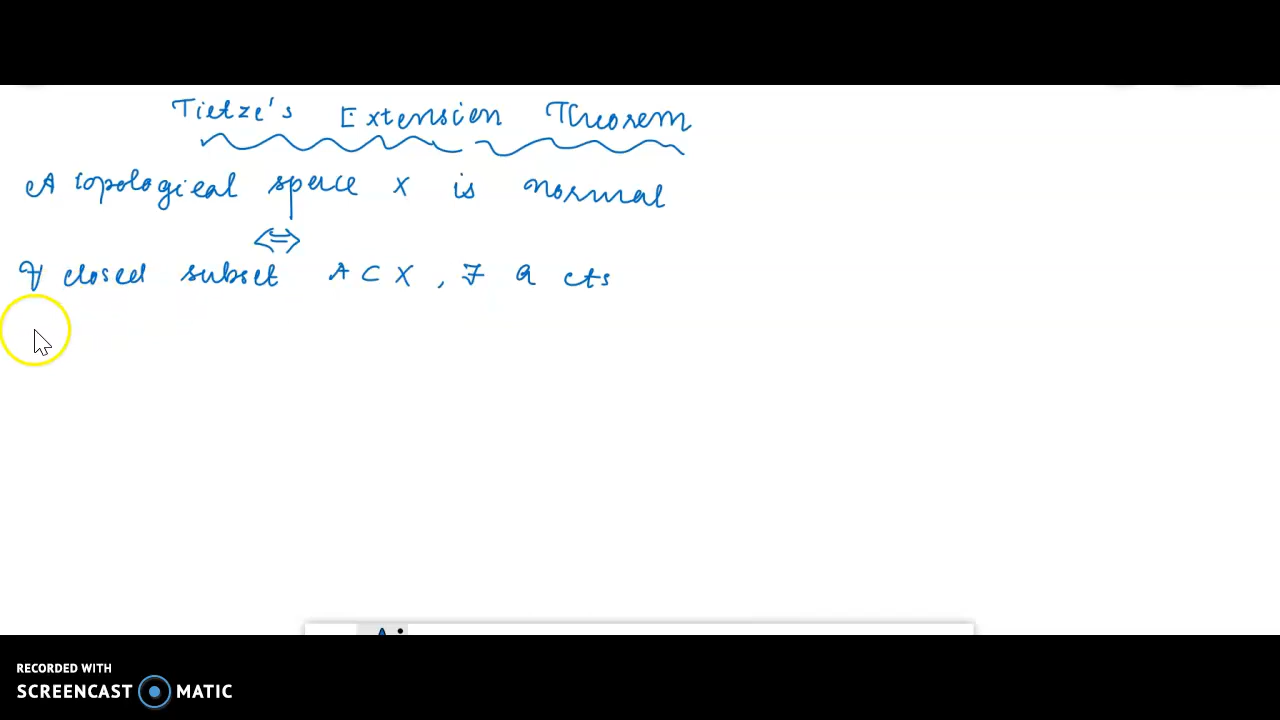 Tietze's Extension Theorem
A topological space X is normal
⇔
∀ closed subset A ⊂ X, ∃ a cts
RECORDED WITH
SCREENCAST MATIC